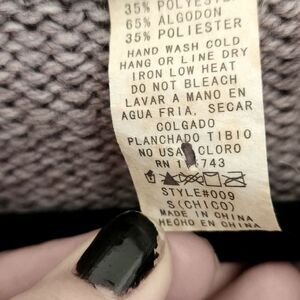 35% POLYESTER
65% ALGODON
35% POLIESTER
HAND WASH COLD
HANG OR LINE DRY
IRON LOW HEAT
DO NOT BLEACH
LAVAR A MANO EN
AGUA FRIA, SECAR
COLGADO
PLANCHADO TIBIO
NO USAR CLORO
RN
STYLE#009
S(CHICO)
MADE IN CHINA
HECHO EN CHINA